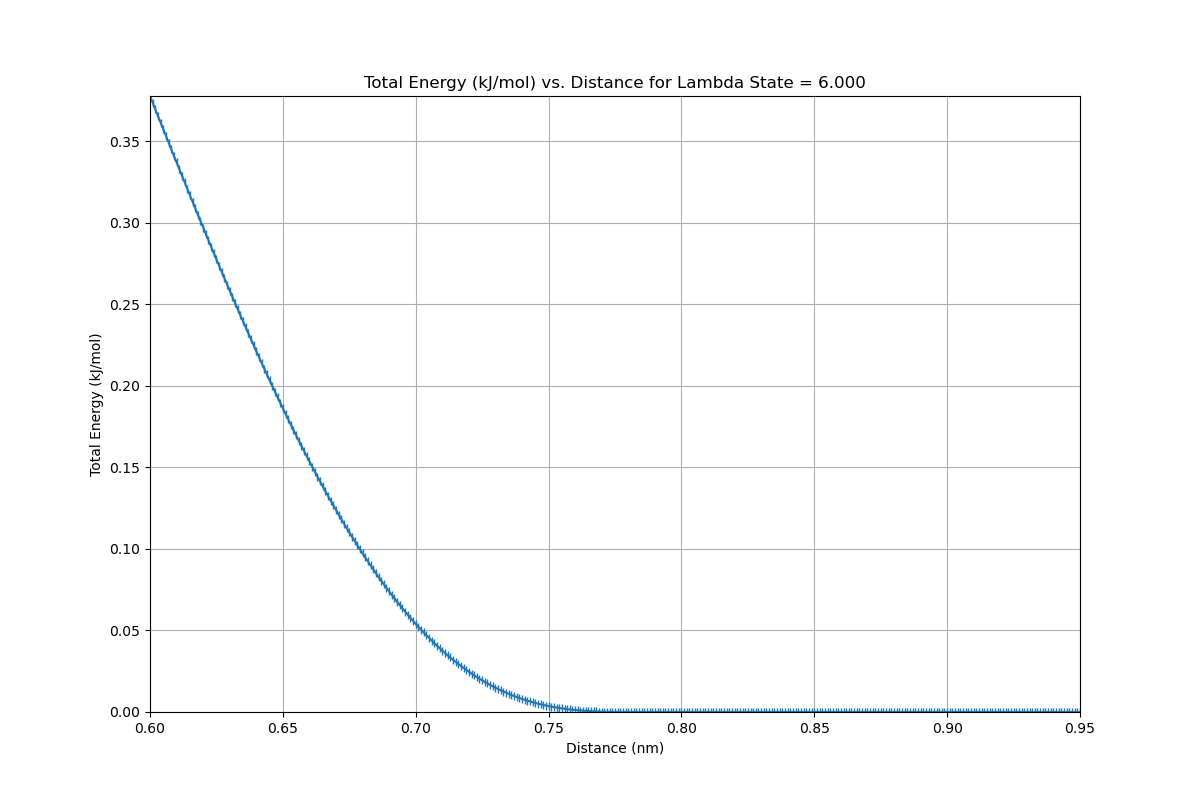 Total Energy (kJ/mol) vs. Distance for Lambda State = 6.000
Total Energy (kJ/mol)
0.35
0.30
0.25
0.20
0.15
0.10
0.05
0.00
0.60 0.65 0.70 0.75 0.80 0.85 0.90 0.95
Distance (nm)